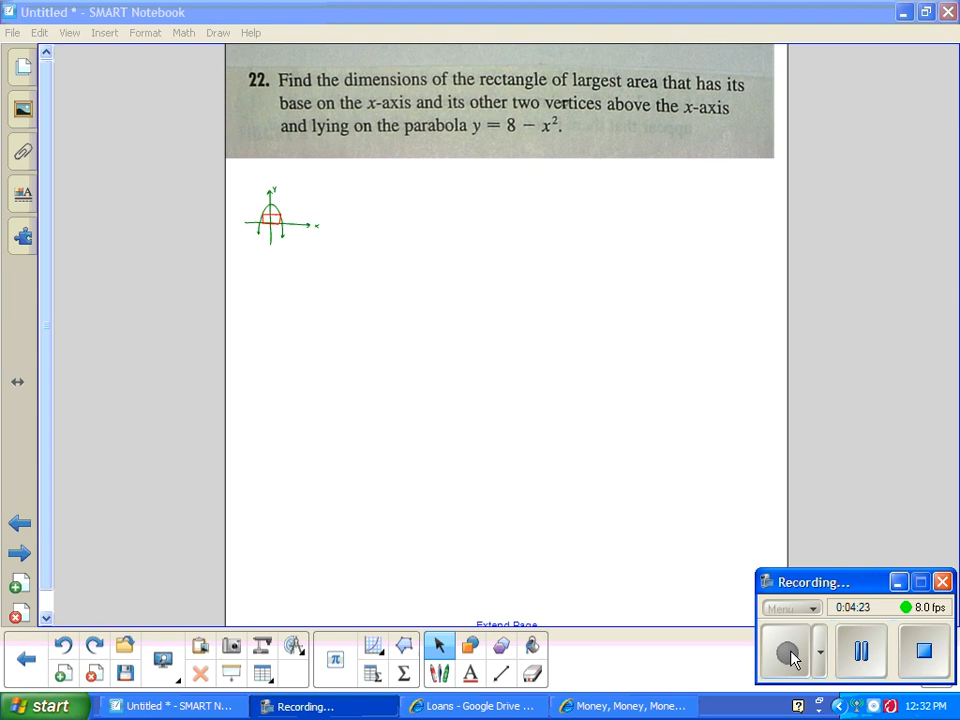 Untitled * - SMART Notebook
File Edit View Insert Format Math Draw Help
22. Find the dimensions of the rectangle of largest area that has its
base on the x-axis and its other two vertices above the x-axis
and lying on the parabola y = 8 − x².
y
x
Extend Page
Recording...
Menu 0:04:23 8.0 fps
π Σ A
start Untitled * - SMART N... Recording... Loans - Google Drive ... Money, Money, Mone... ? 12:32 PM